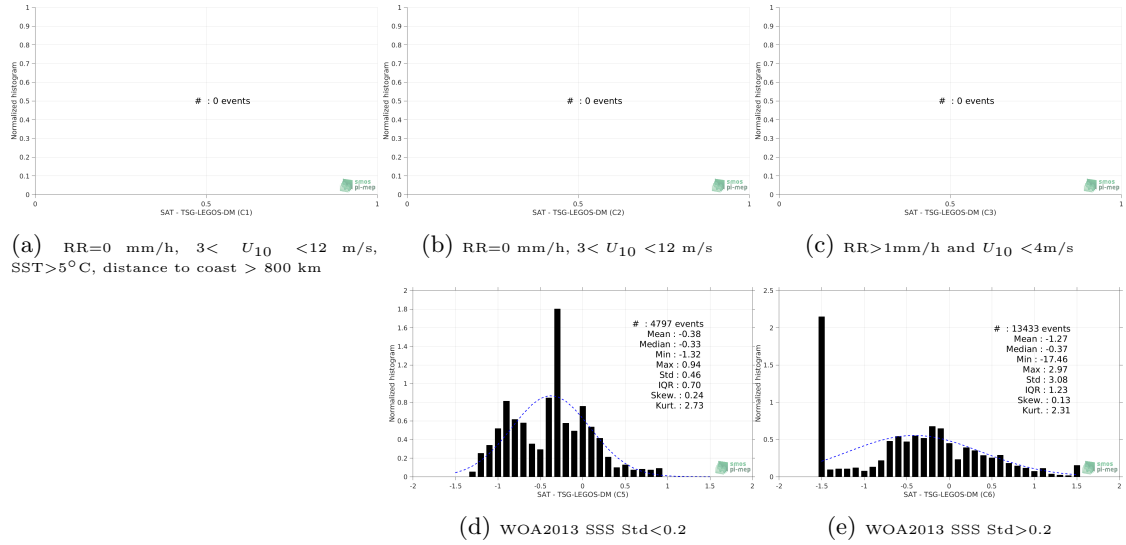 1
0.9
0.8
0.7
0.6
0.5
0.4
0.3
0.2
0.1
0
Normalized histogram
# : 0 events
smos
pi-mep
0 0.5 1
SAT - TSG-LEGOS-DM (C1)
1
0.9
0.8
0.7
0.6
0.5
0.4
0.3
0.2
0.1
0
Normalized histogram
# : 0 events
smos
pi-mep
0 0.5 1
SAT - TSG-LEGOS-DM (C2)
1
0.9
0.8
0.7
0.6
0.5
0.4
0.3
0.2
0.1
0
Normalized histogram
# : 0 events
smos
pi-mep
0 0.5 1
SAT - TSG-LEGOS-DM (C3)
(a) RR=0 mm/h, 3< U10 <12 m/s,
SST>5°C, distance to coast > 800 km
(b) RR=0 mm/h, 3< U10 <12 m/s
(c) RR>1mm/h and U10 <4m/s
2
1.8
1.6
1.4
1.2
1
0.8
0.6
0.4
0.2
0
Normalized histogram
# : 4797 events
Mean : -0.38
Median : -0.33
Min : -1.32
Max : 0.94
Std : 0.46
IQR : 0.70
Skew. : 0.24
Kurt. : 2.73
smos
pi-mep
-2 -1.5 -1 -0.5 0 0.5 1 1.5 2
SAT - TSG-LEGOS-DM (C5)
2.5
2
1.5
1
0.5
0
Normalized histogram
# : 13433 events
Mean : -1.27
Median : -0.37
Min : -17.46
Max : 2.97
Std : 3.08
IQR : 1.23
Skew. : 0.13
Kurt. : 2.31
smos
pi-mep
-2 -1.5 -1 -0.5 0 0.5 1 1.5 2
SAT - TSG-LEGOS-DM (C6)
(d) WOA2013 SSS Std<0.2
(e) WOA2013 SSS Std>0.2